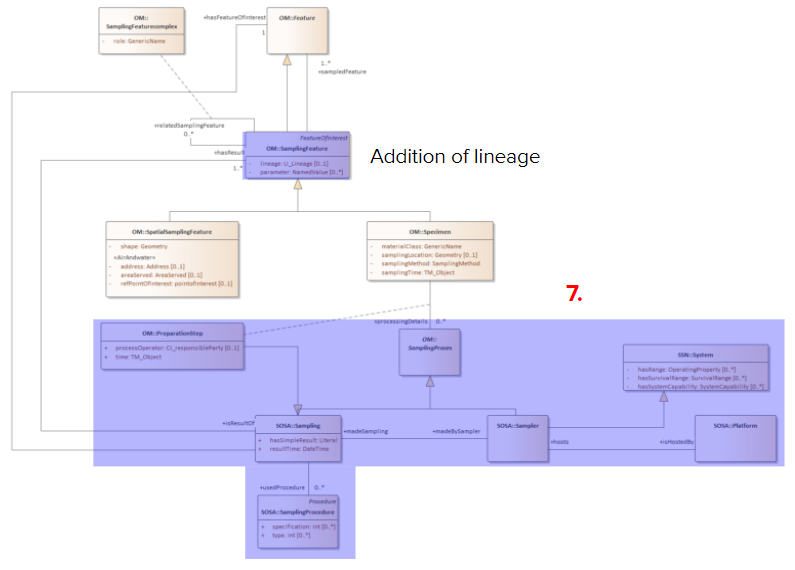 OM::
SamplingFeaturecomplex
- role: GenericName
+hasFeatureOfInterest
1
OM::Feature
1..*
+sampledFeature
+relatedSamplingFeature
0..*
+hasResult
1..*
FeatureOfInterest
OM::SamplingFeature
- lineage: LI_Lineage [0..1]
- parameter: NamedValue [0..*]
Addition of lineage
OM::SpatialSamplingFeature
- shape: Geometry
«AirAndwater»
- address: Address [0..1]
- areaServed: AreaServed [0..1]
- refPointOfInterest: pointofinterest [0..1]
OM::Specimen
- materialClass: GenericName
- samplingLocation: Geometry [0..1]
- samplingMethod: SamplingMethod
- samplingTime: TM_Object
7.
+processingDetails
0..*
OM::PreparationStep
+ processOperator: CI_responsibleParty [0..1]
+ time: TM_Object
OM::
SamplingProces
SSN::System
- hasRange: OperatingProperty [0..*]
- hasSurvivalRange: SurvivalRange [0..*]
- hasSystemCapability: SystemCapability [0..*]
+isResultOf
SOSA::Sampling
+ hasSimpleResult: Literal
+ resultTime: DateTime
+madeSampling
+madeBySampler
SOSA::Sampler
+hosts
+isHostedBy
SOSA::Platform
+usedProcedure
0..*
Procedure
SOSA::SamplingProcedure
+ specification: int [0..*]
+ type: int [0..*]